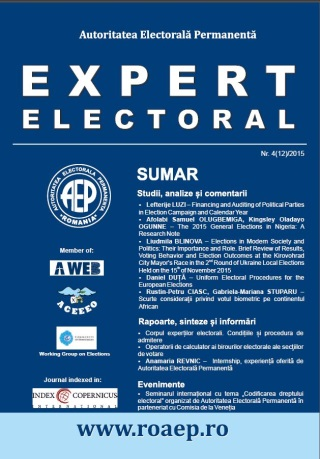 Autoritatea Electorală Permanentă
EXPERT
ELECTORAL
Nr. 4(12)/2015
SUMAR
Studii, analize și comentarii
• Lefterije LUZI – Financing and Auditing of Political Parties
in Election Campaign and Calendar Year
• Afolabi Samuel OLUGBEMIGA, Kingsley Oladayo
OGUNNE – The 2015 General Elections in Nigeria: A
Research Note
• Liudmila BLINOVA – Elections in Modern Society and
Politics: Their Importance and Role. Brief Review of Results,
Voting Behavior and Election Outcomes at the Kirovohrad
City Mayor's Race in the 2nd Round of Ukraine Local Elections
Held on the 15th of November 2015
• Daniel DUȚĂ – Uniform Electoral Procedures for the
European Elections
• Rustin-Petru CIASC, Gabriela-Mariana STUPARU –
Scurte considerații privind votul biometric pe continentul
African
Rapoarte, sinteze și informări
• Corpul experților electorali. Condițiile și procedura de
admitere
• Operatorii de calculator ai birourilor electorale ale secțiilor
de votare
• Anamaria REVNIC – Internship, experiență oferită de
Autoritatea Electorală Permanentă
Evenimente
• Seminarul internațional cu tema „Codificarea dreptului
electoral” organizat de Autoritatea Electorală Permanentă în
parteneriat cu Comisia de la Veneția
AUTORITATEA ELECTORALĂ PERMANENTĂ
AEP
"ROMANIA"
Member of:
A WEB
ACEEEO
Working Group on Elections
Journal indexed in:
INDEX COPERNICUS
INTERNATIONAL
www.roaep.ro